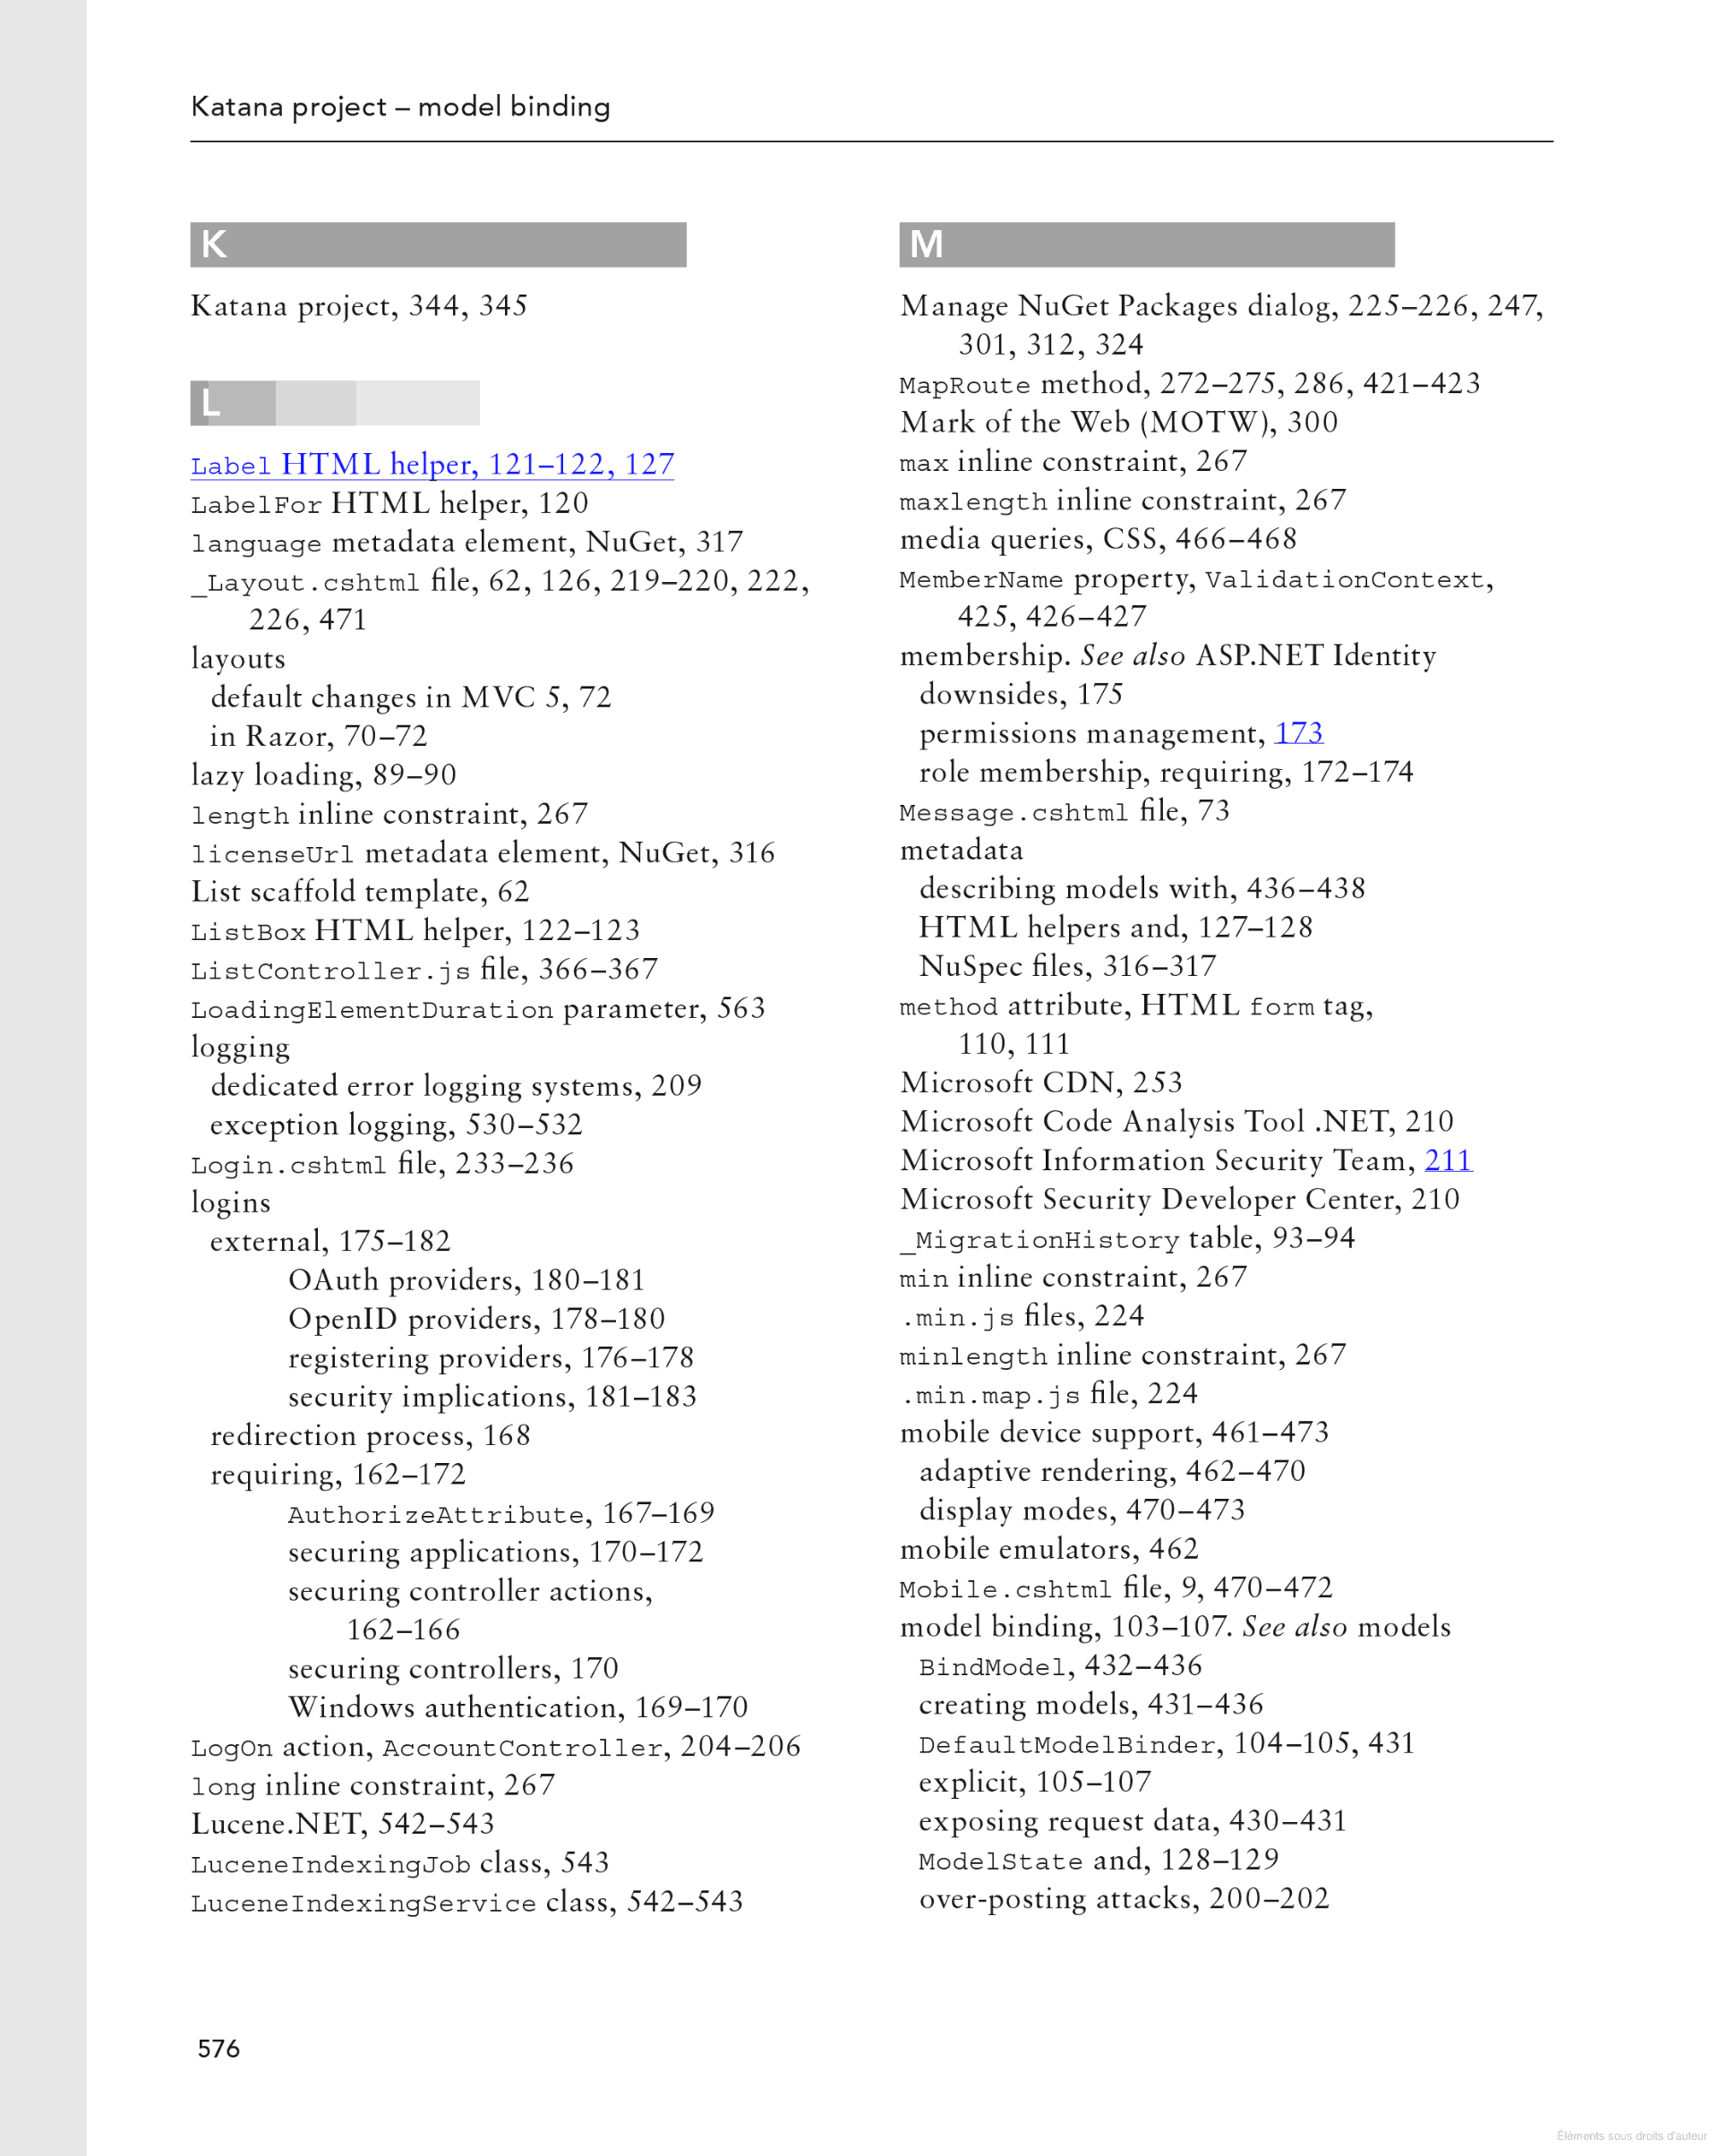 Katana project – model binding
K
Katana project, 344, 345
L
Label HTML helper, 121–122, 127
LabelFor HTML helper, 120
language metadata element, NuGet, 317
_Layout.cshtml file, 62, 126, 219–220, 222,
226, 471
layouts
default changes in MVC 5, 72
in Razor, 70–72
lazy loading, 89–90
length inline constraint, 267
licenseUrl metadata element, NuGet, 316
List scaffold template, 62
ListBox HTML helper, 122–123
ListController.js file, 366–367
LoadingElementDuration parameter, 563
logging
dedicated error logging systems, 209
exception logging, 530–532
Login.cshtml file, 233–236
logins
external, 175–182
OAuth providers, 180–181
OpenID providers, 178–180
registering providers, 176–178
security implications, 181–183
redirection process, 168
requiring, 162–172
AuthorizeAttribute, 167–169
securing applications, 170–172
securing controller actions,
162–166
securing controllers, 170
Windows authentication, 169–170
LogOn action, AccountController, 204–206
long inline constraint, 267
Lucene.NET, 542–543
LuceneIndexingJob class, 543
LuceneIndexingService class, 542–543
M
Manage NuGet Packages dialog, 225–226, 247,
301, 312, 324
MapRoute method, 272–275, 286, 421–423
Mark of the Web (MOTW), 300
max inline constraint, 267
maxlength inline constraint, 267
media queries, CSS, 466–468
MemberName property, ValidationContext,
425, 426–427
membership. See also ASP.NET Identity
downsides, 175
permissions management, 173
role membership, requiring, 172–174
Message.cshtml file, 73
metadata
describing models with, 436–438
HTML helpers and, 127–128
NuSpec files, 316–317
method attribute, HTML form tag,
110, 111
Microsoft CDN, 253
Microsoft Code Analysis Tool .NET, 210
Microsoft Information Security Team, 211
Microsoft Security Developer Center, 210
_MigrationHistory table, 93–94
min inline constraint, 267
.min.js files, 224
minlength inline constraint, 267
.min.map.js file, 224
mobile device support, 461–473
adaptive rendering, 462–470
display modes, 470–473
mobile emulators, 462
Mobile.cshtml file, 9, 470–472
model binding, 103–107. See also models
BindModel, 432–436
creating models, 431–436
DefaultModelBinder, 104–105, 431
explicit, 105–107
exposing request data, 430–431
ModelState and, 128–129
over-posting attacks, 200–202
576
Éléments sous droits d'auteur